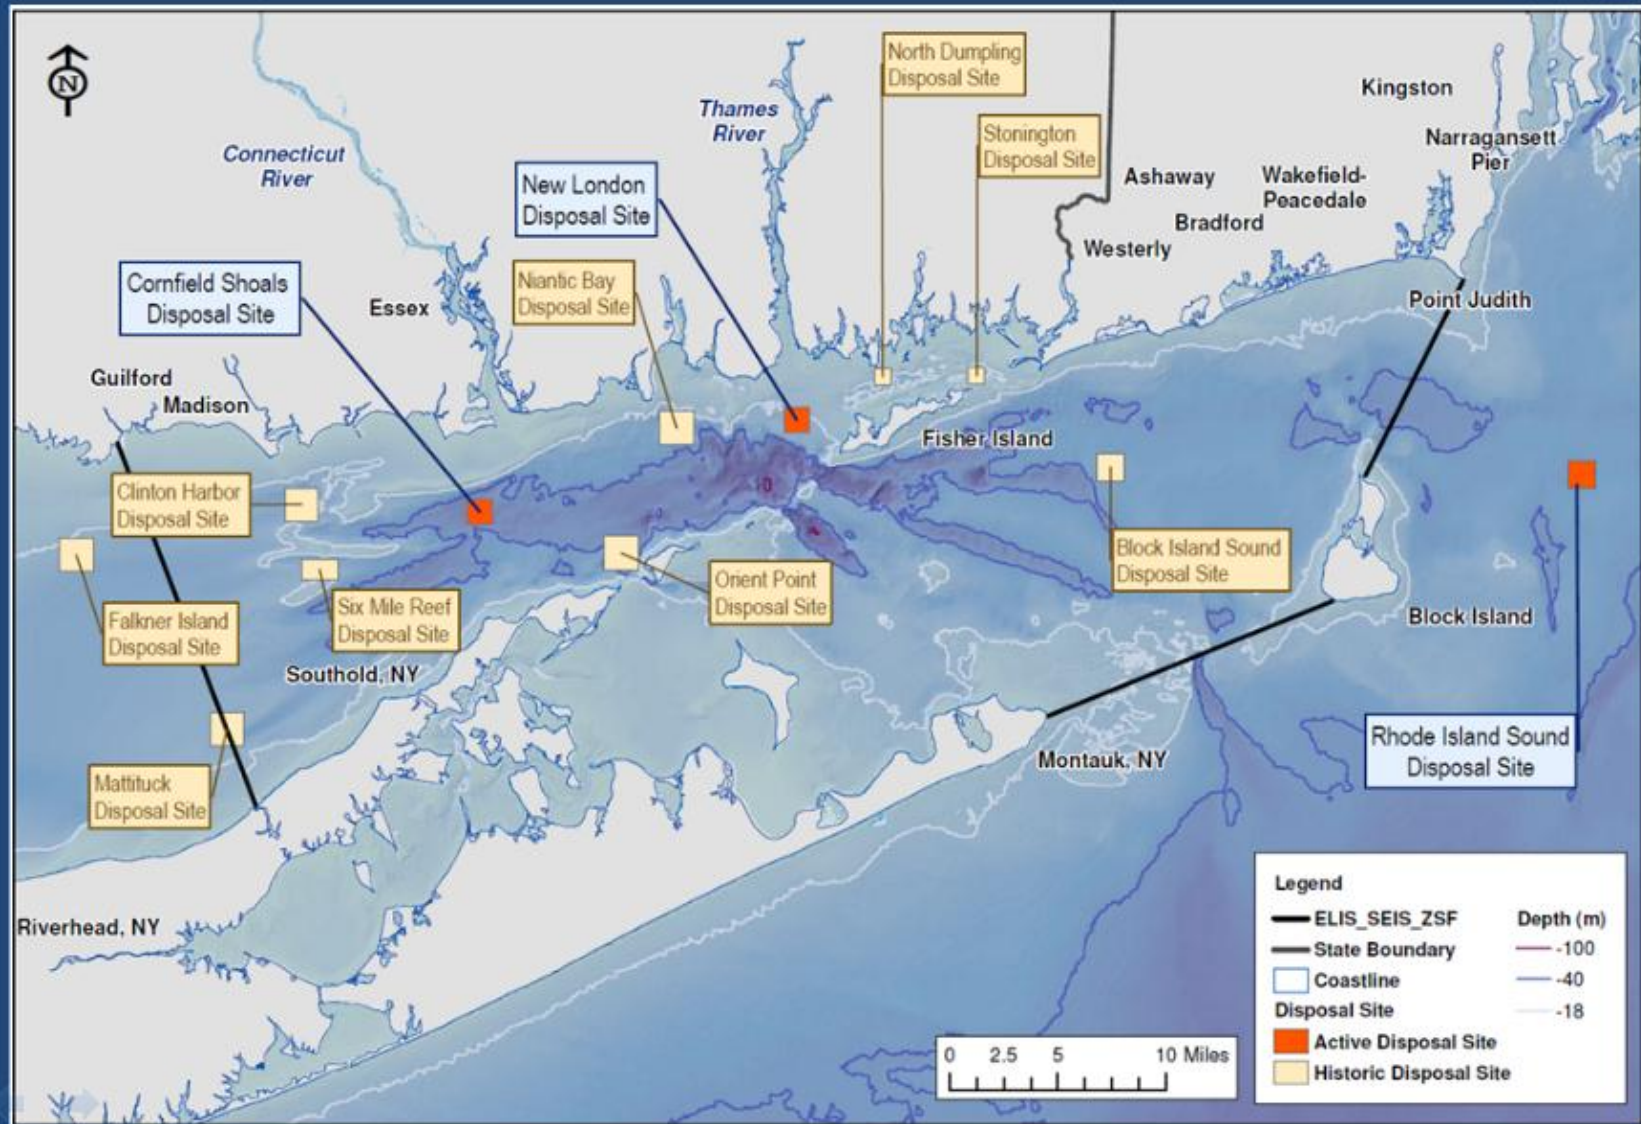 N
North Dumpling
Disposal Site
Kingston
Thames
River
Stonington
Disposal Site
Narragansett
Pier
Connecticut
River
New London
Disposal Site
Ashaway
Wakefield-
Peacedale
Bradford
Westerly
Cornfield Shoals
Disposal Site
Essex
Niantic Bay
Disposal Site
Point Judith
Guilford
Madison
Fisher Island
Clinton Harbor
Disposal Site
Block Island Sound
Disposal Site
Orient Point
Disposal Site
Six Mile Reef
Disposal Site
Falkner Island
Disposal Site
Block Island
Southold, NY
Montauk, NY
Rhode Island Sound
Disposal Site
Mattituck
Disposal Site
Riverhead, NY
Legend
ELIS_SEIS_ZSF
State Boundary
Coastline
Disposal Site
Active Disposal Site
Historic Disposal Site
Depth (m)
-100
-40
-18
0 2.5 5 10 Miles